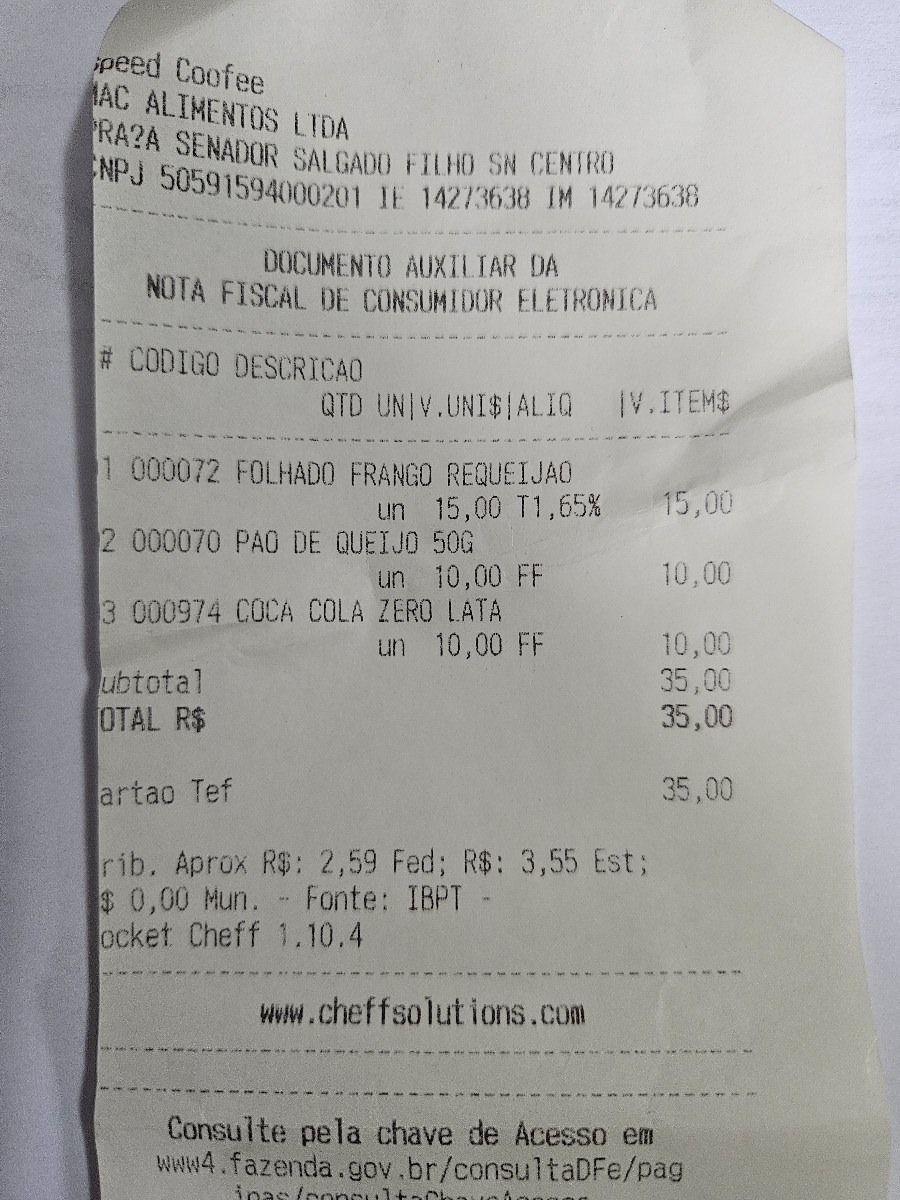 Speed Coofee
MAC ALIMENTOS LTDA
PRA?A SENADOR SALGADO FILHO SN CENTRO
CNPJ 50591594000201 IE 14273638 IM 14273638
DOCUMENTO AUXILIAR DA
NOTA FISCAL DE CONSUMIDOR ELETRONICA
# CODIGO DESCRICAO
QTD UN|V.UNI$|ALIQ |V.ITEM$
1 000072 FOLHADO FRANGO REQUEIJAO
un 15,00 T1,65% 15,00
2 000070 PAO DE QUEIJO 50G
un 10,00 FF 10,00
3 000974 COCA COLA ZERO LATA
un 10,00 FF 10,00
ubtotal 35,00
OTAL R$ 35,00
artao Tef 35,00
rib. Aprox R$: 2,59 Fed; R$: 3,55 Est;
$ 0,00 Mun. - Fonte: IBPT -
ocket Cheff 1.10.4
www.cheffsolutions.com
Consulte pela chave de Acesso em
www4.fazenda.gov.br/consultaDFe/pag